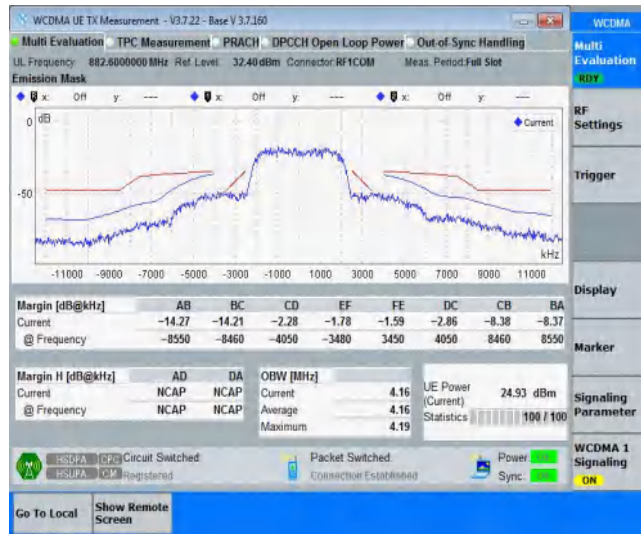 WCDMA UE TX Measurement - V3.7.22 - Base V 3.7.160
WCDMA
Multi Evaluation TPC Measurement PRACH DPCCH Open Loop Power Out-of-Sync Handling
UL Frequency: 882.6000000 MHz Ref. Level: 32.40 dBm Connector: RF1COM Meas. Period: Full Slot
Emission Mask
x: Off y: --- x: Off y: --- x: Off y: ---
dB
Current
0
-50
kHz
-11000 -9000 -7000 -5000 -3000 -1000 1000 3000 5000 7000 9000 11000
Margin [dB@kHz] AB BC CD EF FE DC CB BA
Current -14.27 -14.21 -2.28 -1.78 -1.59 -2.86 -8.38 -8.37
@ Frequency -8550 -8460 -4050 -3480 3450 4050 8460 8550
Margin H [dB@kHz] AD DA
Current NCAP NCAP
@ Frequency NCAP NCAP
OBW [MHz]
Current 4.16
Average 4.16
Maximum 4.19
UE Power (Current) 24.93 dBm
Statistics 100 / 100
HSDPA CPC Circuit Switched: Packet Switched: Power: ON
HSUPA CM Registered Connection Established Sync: ON
Multi Evaluation
RDY
RF Settings
Trigger
Display
Marker
Signaling Parameter
WCDMA 1 Signaling
ON
Go To Local
Show Remote Screen